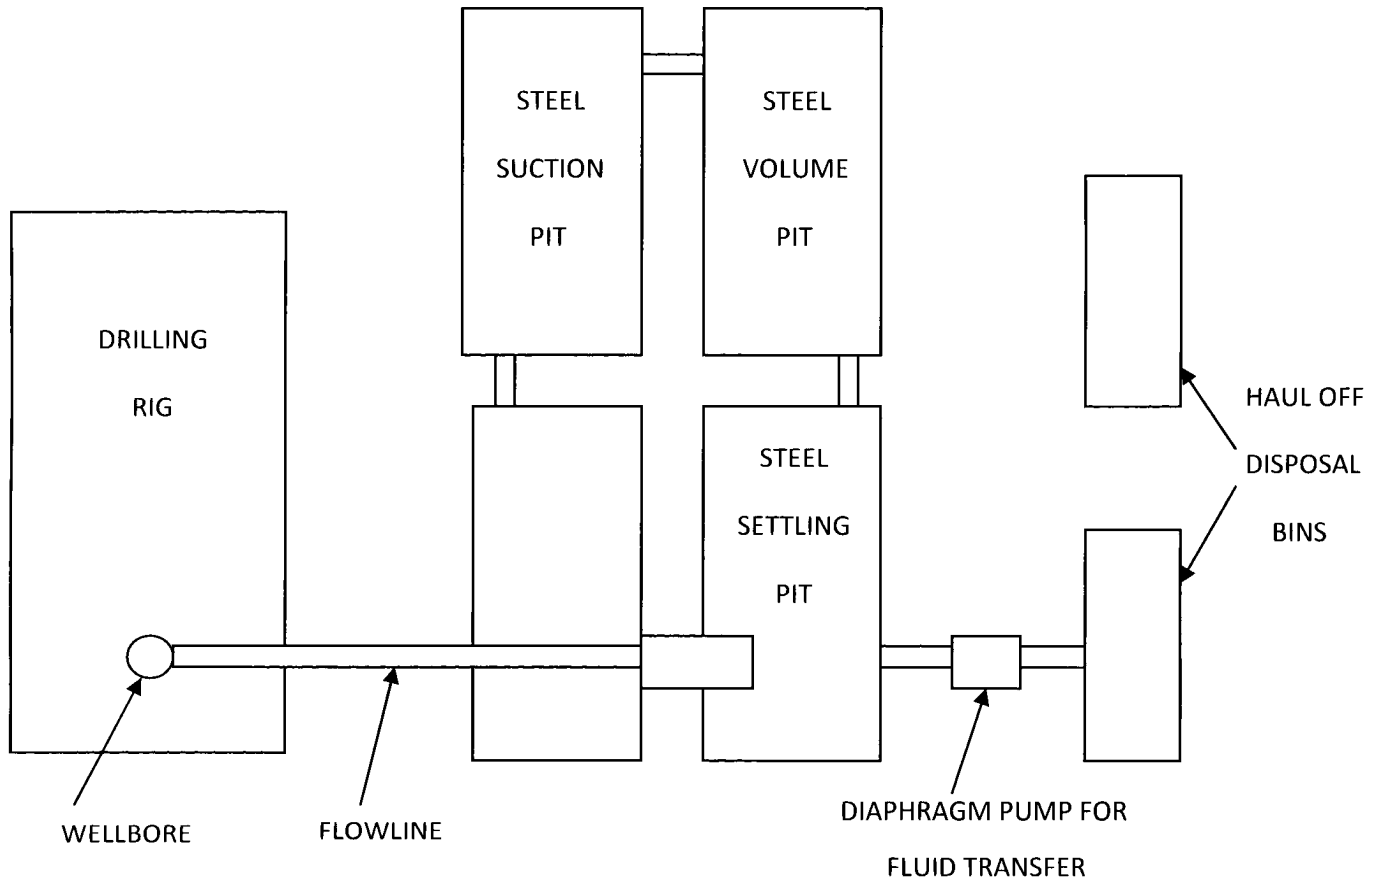 STEEL
SUCTION
PIT
STEEL
VOLUME
PIT
DRILLING
RIG
STEEL
SETTLING
PIT
HAUL OFF
DISPOSAL
BINS
WELLBORE
FLOWLINE
DIAPHRAGM PUMP FOR
FLUID TRANSFER